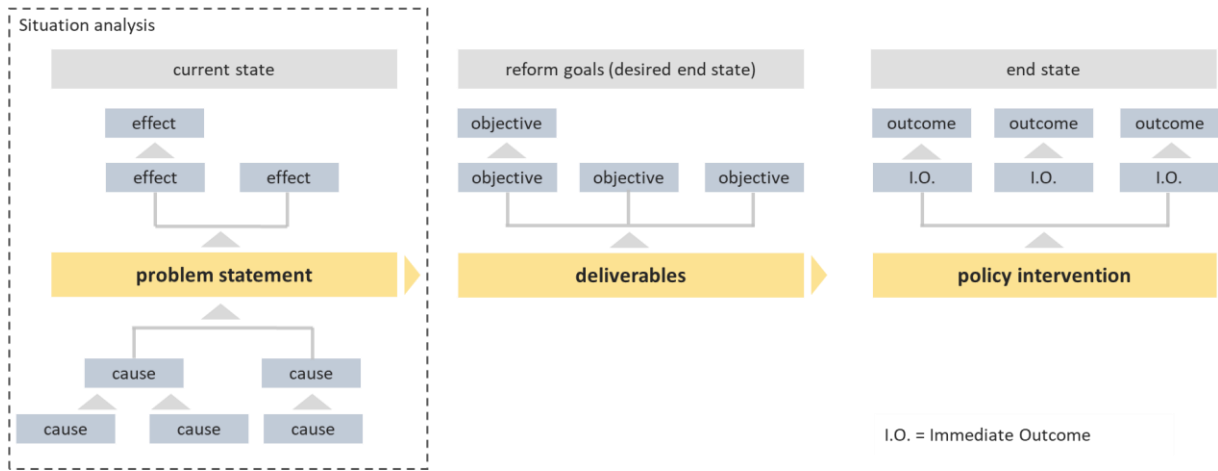 Situation analysis
current state
reform goals (desired end state)
end state
effect
objective
outcome
outcome
outcome
effect
effect
objective
objective
objective
I.O.
I.O.
I.O.
problem statement
deliverables
policy intervention
cause
cause
cause
cause
cause
I.O. = Immediate Outcome